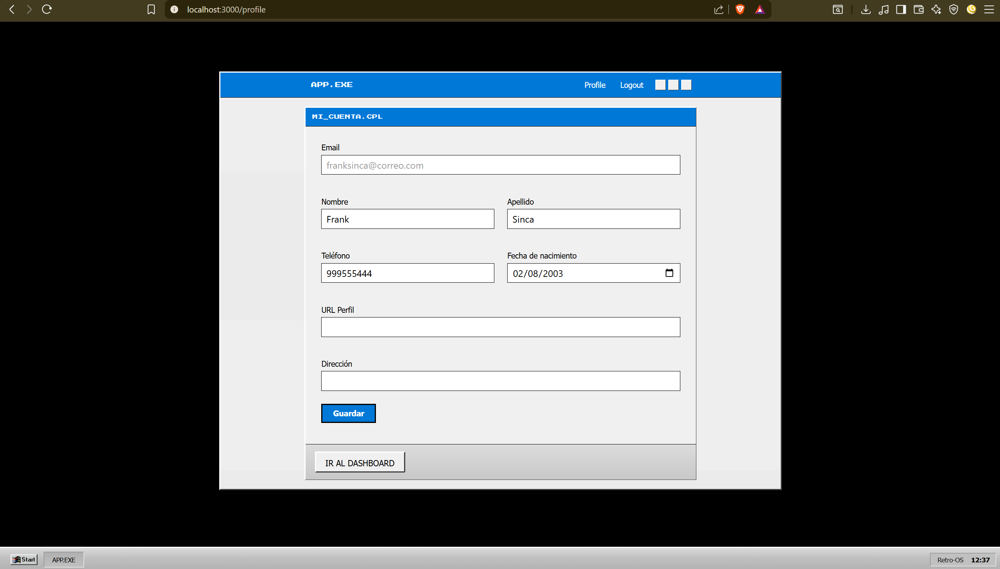 localhost:3000/profile
APP.EXE
Profile Logout
MI_CUENTA.CPL
Email
franksinca@correo.com
Nombre Apellido
Frank Sinca
Teléfono Fecha de nacimiento
999555444 02/08/2003
URL Perfil
Dirección
Guardar
IR AL DASHBOARD
Start APP.EXE Retro-OS 12:37